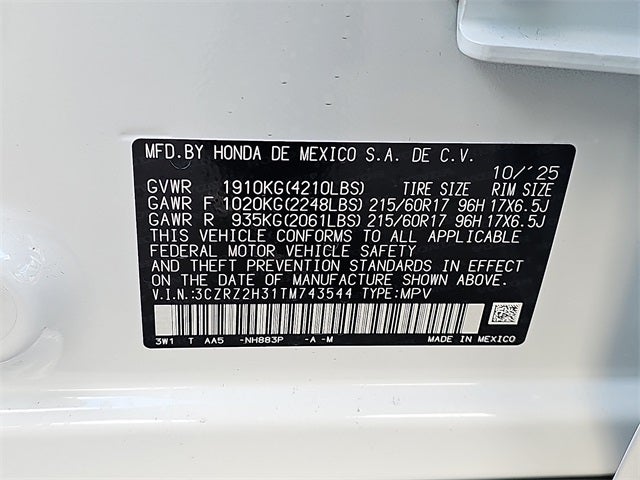 MFD.BY HONDA DE MEXICO S.A. DE C.V.
10/'25
GVWR 1910KG(4210LBS) TIRE SIZE RIM SIZE
GAWR F 1020KG(2248LBS) 215/60R17 96H 17X6.5J
GAWR R 935KG(2061LBS) 215/60R17 96H 17X6.5J
THIS VEHICLE CONFORMS TO ALL APPLICABLE
FEDERAL MOTOR VEHICLE SAFETY
AND THEFT PREVENTION STANDARDS IN EFFECT
ON THE DATE OF MANUFACTURE SHOWN ABOVE.
V.I.N.:3CZRZ2H31TM743544 TYPE:MPV
3W1 T AA5 -NH883P -A -M MADE IN MEXICO